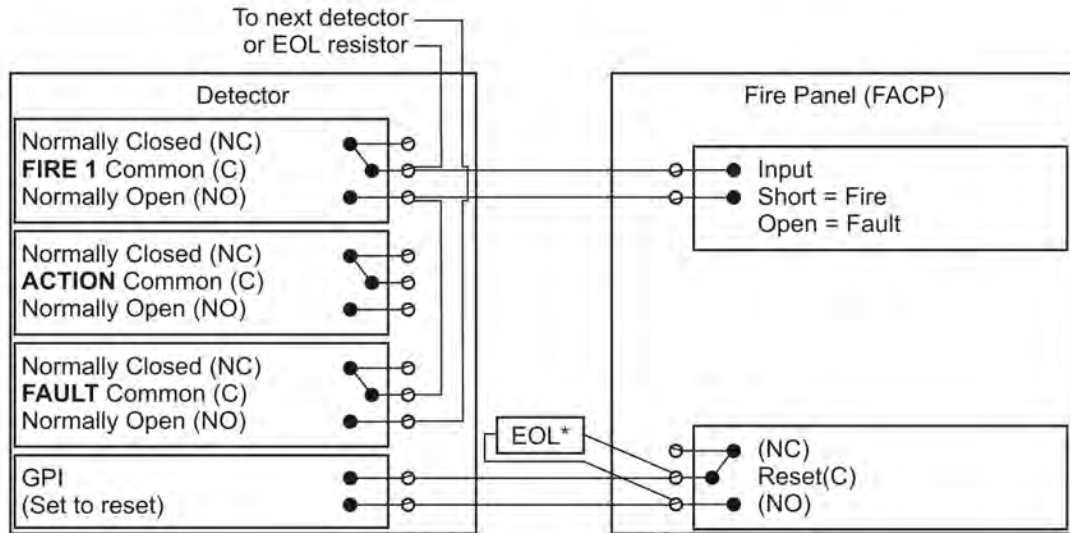 To next detector
or EOL resistor
Detector
Normally Closed (NC)
FIRE 1 Common (C)
Normally Open (NO)
Normally Closed (NC)
ACTION Common (C)
Normally Open (NO)
Normally Closed (NC)
FAULT Common (C)
Normally Open (NO)
GPI
(Set to reset)
EOL*
Fire Panel (FACP)
Input
Short = Fire
Open = Fault
(NC)
Reset(C)
(NO)